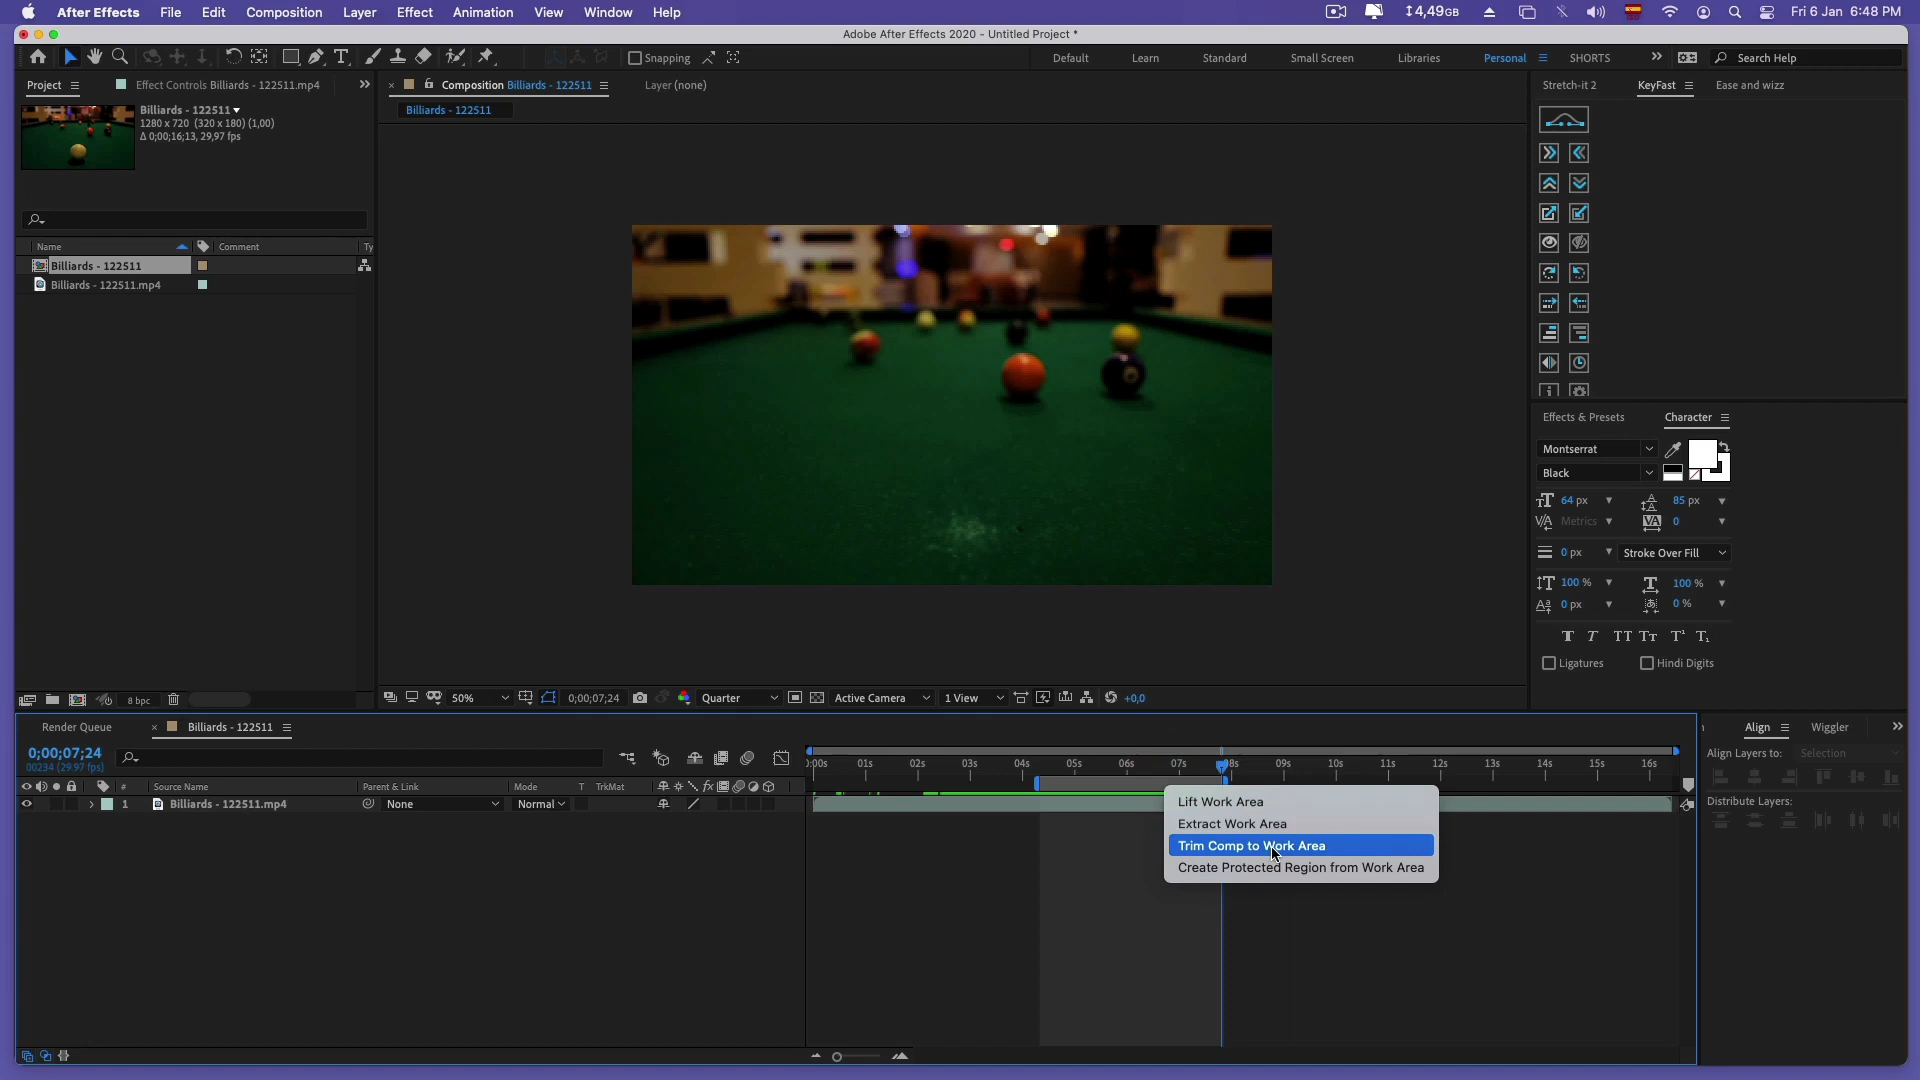 After Effects File Edit Composition Layer Effect Animation View Window Help 4,49GB Fri 6 Jan 6:48 PM
Adobe After Effects 2020 - Untitled Project *
Snapping Default Learn Standard Small Screen Libraries Personal SHORTS Search Help
Project Effect Controls Billiards - 122511.mp4 Composition Billiards - 122511 Layer (none) Stretch-it 2 KeyFast Ease and wizz
Billiards - 122511
1280 x 720 (320 x 180) (1,00)
Δ 0;00;16;13, 29,97 fps
Billiards - 122511
Name Comment Ty
Billiards - 122511
Billiards - 122511.mp4
Effects & Presets Character
Montserrat
Black
64 px 85 px
Metrics 0
0 px Stroke Over Fill
100 % 100 %
0 px 0 %
Ligatures Hindi Digits
8 bpc 50% 0;00;07;24 Quarter Active Camera 1 View +0,0
Render Queue Billiards - 122511 Align Wiggler
0;00;07;24
00234 (29.97 fps)
Align Layers to: Selection
:00s 01s 02s 03s 04s 05s 06s 07s 08s 09s 10s 11s 12s 13s 14s 15s 16s
# Source Name Parent & Link Mode T TrkMat
1 Billiards - 122511.mp4 None Normal
Distribute Layers:
Lift Work Area
Extract Work Area
Trim Comp to Work Area
Create Protected Region from Work Area